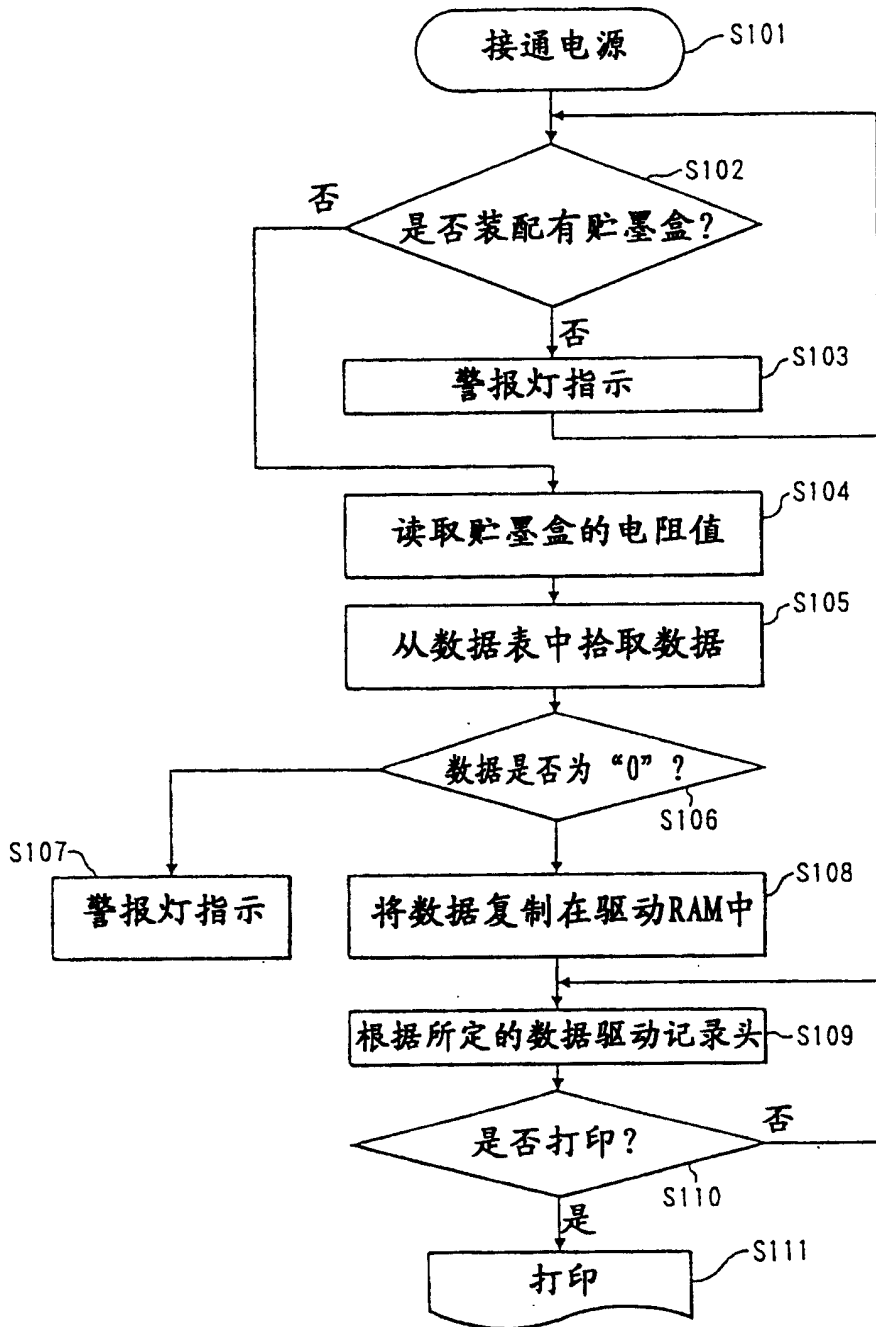 接通电源
S101
S102
否
是否装配有贮墨盒?
否
S103
警报灯指示
S104
读取贮墨盒的电阻值
S105
从数据表中拾取数据
数据是否为“0”?
S106
S107
警报灯指示
S108
将数据复制在驱动RAM中
根据所定的数据驱动记录头
S109
是否打印?
否
S110
是
S111
打印